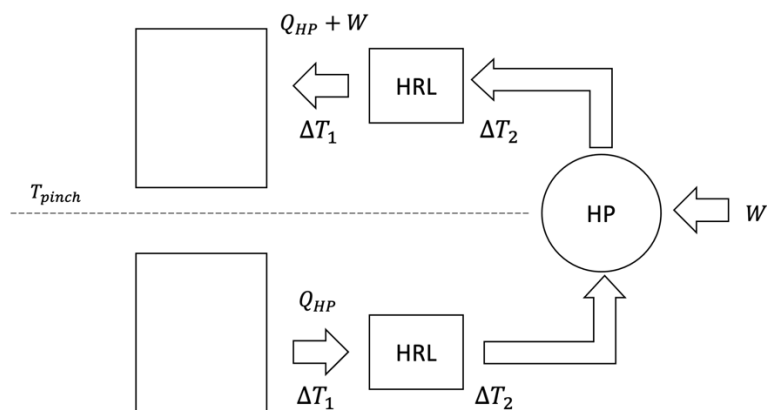 Q_HP + W
HRL
ΔT_1
ΔT_2
T_pinch
HP
W
Q_HP
HRL
ΔT_1
ΔT_2